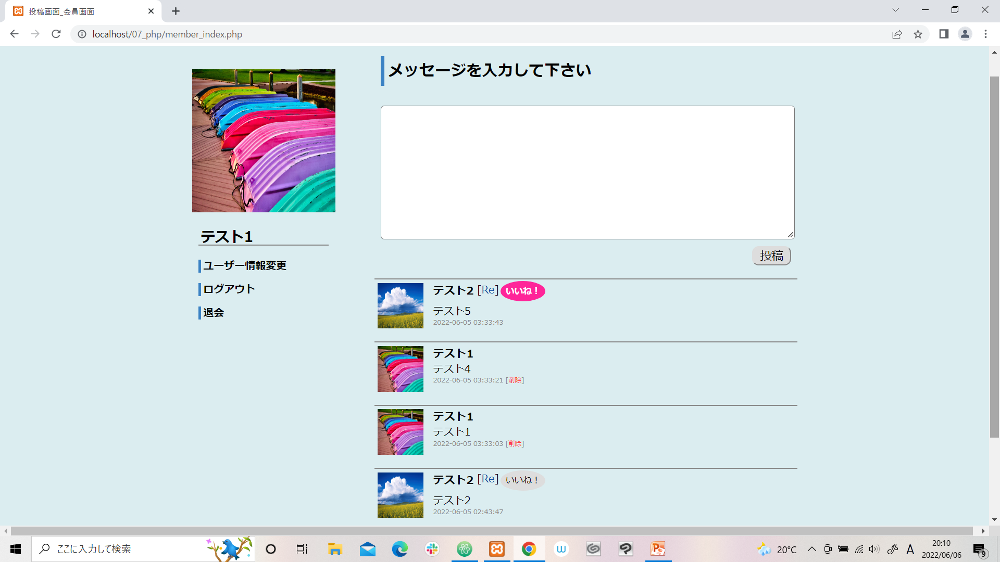 投稿画面_会員画面
localhost/07_php/member_index.php
メッセージを入力して下さい
テスト1
ユーザー情報変更
ログアウト
退会
投稿
テスト2 [Re] いいね！
テスト5
2022-06-05 03:33:43
テスト1
テスト4
2022-06-05 03:33:21 [削除]
テスト1
テスト1
2022-06-05 03:33:03 [削除]
テスト2 [Re] いいね！
テスト2
2022-06-05 02:43:47
ここに入力して検索
20°C
A
20:10
2022/06/06
9